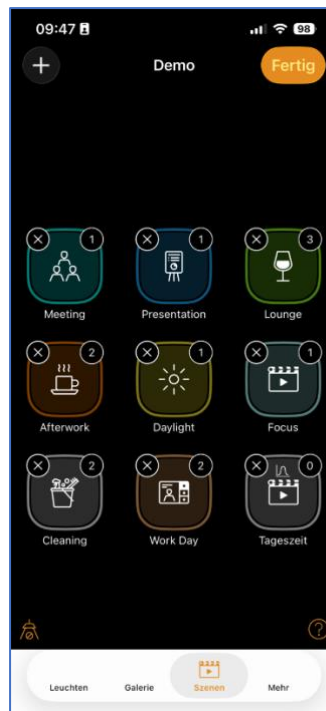 09:47 98
Demo
Fertig
1 1 3
Meeting Presentation Lounge
2 1 1
Afterwork Daylight Focus
2 2 0
Cleaning Work Day Tageszeit
?
Leuchten Galerie Szenen Mehr